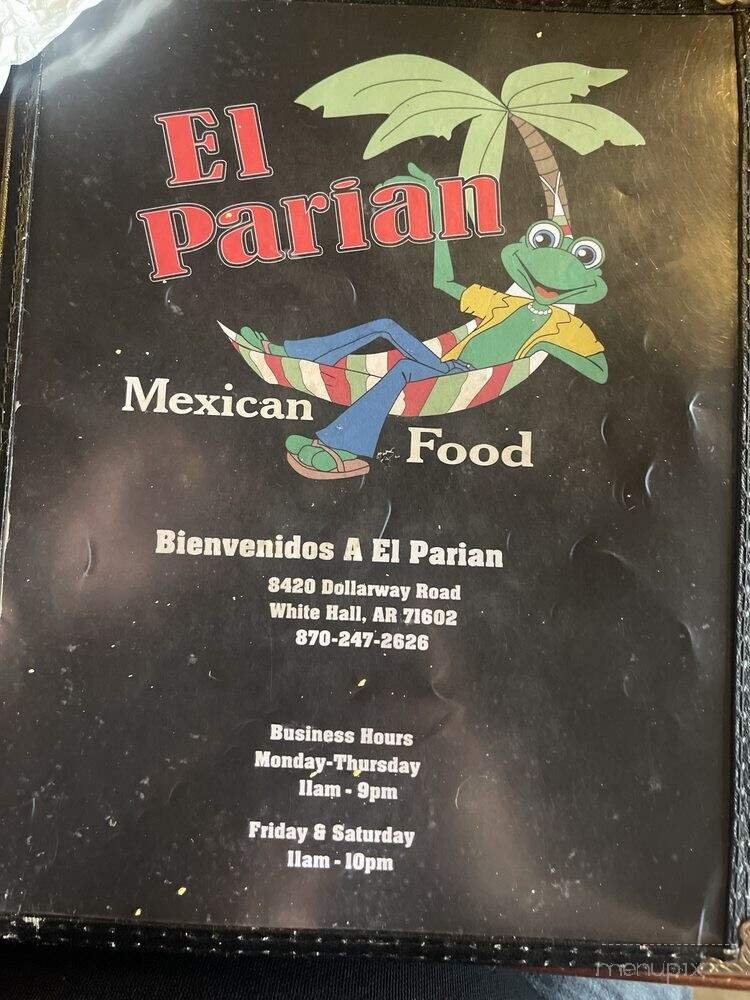 El
Parian
Mexican
Food
Bienvenidos A El Parian
8420 Dollarway Road
White Hall, AR 71602
870-247-2626
Business Hours
Monday-Thursday
11am - 9pm
Friday & Saturday
11am - 10pm
menupix